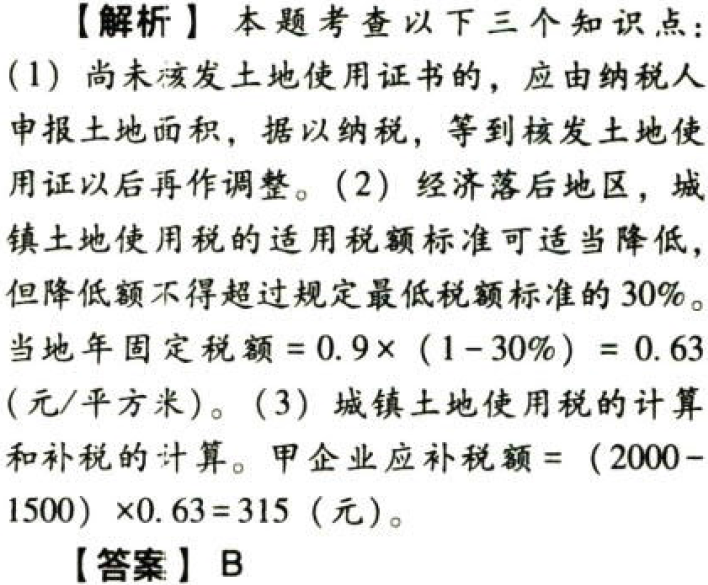 【解析】 本题考查以下三个知识点：
(1) 尚未核发土地使用证书的，应由纳税人
申报土地面积，据以纳税，等到核发土地使
用证以后再作调整。(2) 经济落后地区，城
镇土地使用税的适用税额标准可适当降低，
但降低额不得超过规定最低税额标准的30%。
当地年固定税额=0.9×(1-30%)=0.63
(元/平方米)。(3) 城镇土地使用税的计算
和补税的计算。甲企业应补税额=(2000-
1500)×0.63=315 (元)。
【答案】 B